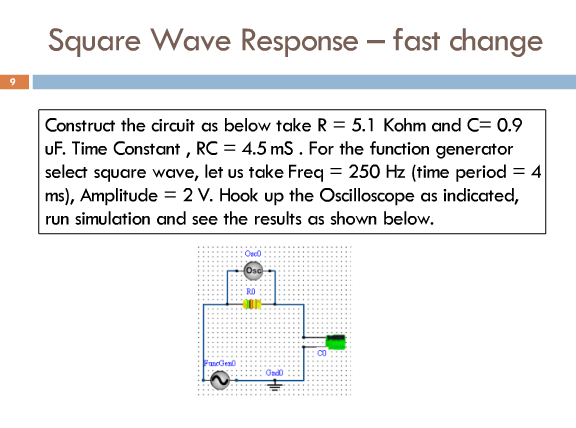 Square Wave Response – fast change
9
Construct the circuit as below take R = 5.1 Kohm and C= 0.9
uF. Time Constant , RC = 4.5 mS . For the function generator
select square wave, let us take Freq = 250 Hz (time period = 4
ms), Amplitude = 2 V. Hook up the Oscilloscope as indicated,
run simulation and see the results as shown below.
Osc0
Osc
R0
C0
FuncGen0
Gnd0